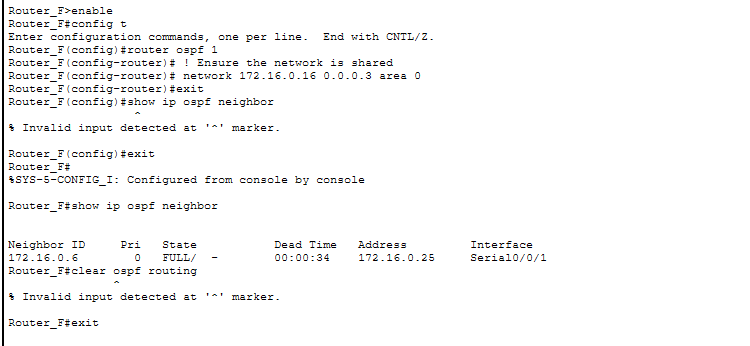 Router_F>enable
Router_F#config t
Enter configuration commands, one per line.  End with CNTL/Z.
Router_F(config)#router ospf 1
Router_F(config-router)# ! Ensure the network is shared
Router_F(config-router)# network 172.16.0.16 0.0.0.3 area 0
Router_F(config-router)#exit
Router_F(config)#show ip ospf neighbor
                   ^
% Invalid input detected at '^' marker.
Router_F(config)#exit
Router_F#
%SYS-5-CONFIG_I: Configured from console by console
Router_F#show ip ospf neighbor
Neighbor ID     Pri   State           Dead Time   Address         Interface
172.16.0.6        0   FULL/  -        00:00:34    172.16.0.25     Serial0/0/1
Router_F#clear ospf routing
                ^
% Invalid input detected at '^' marker.
Router_F#exit